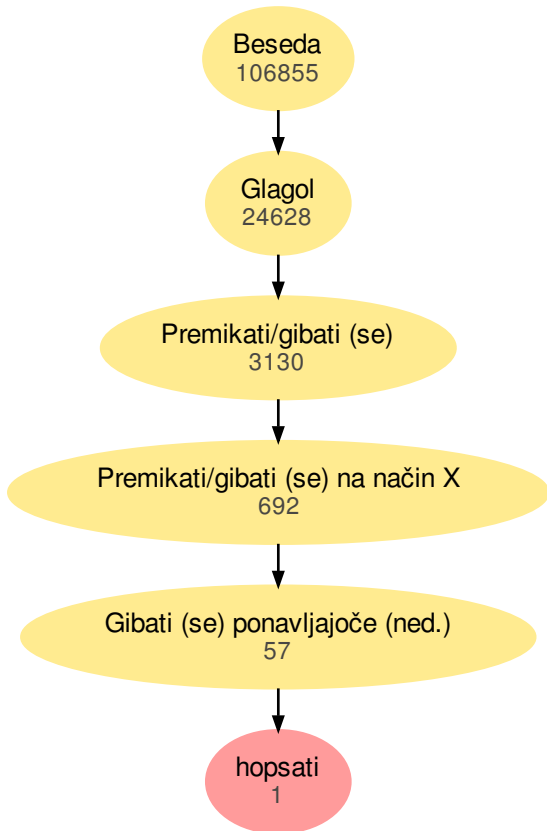 Beseda
106855
Glagol
24628
Premikati/gibati (se)
3130
Premikati/gibati (se) na način X
692
Gibati (se) ponavljajoče (ned.)
57
hopsati
1